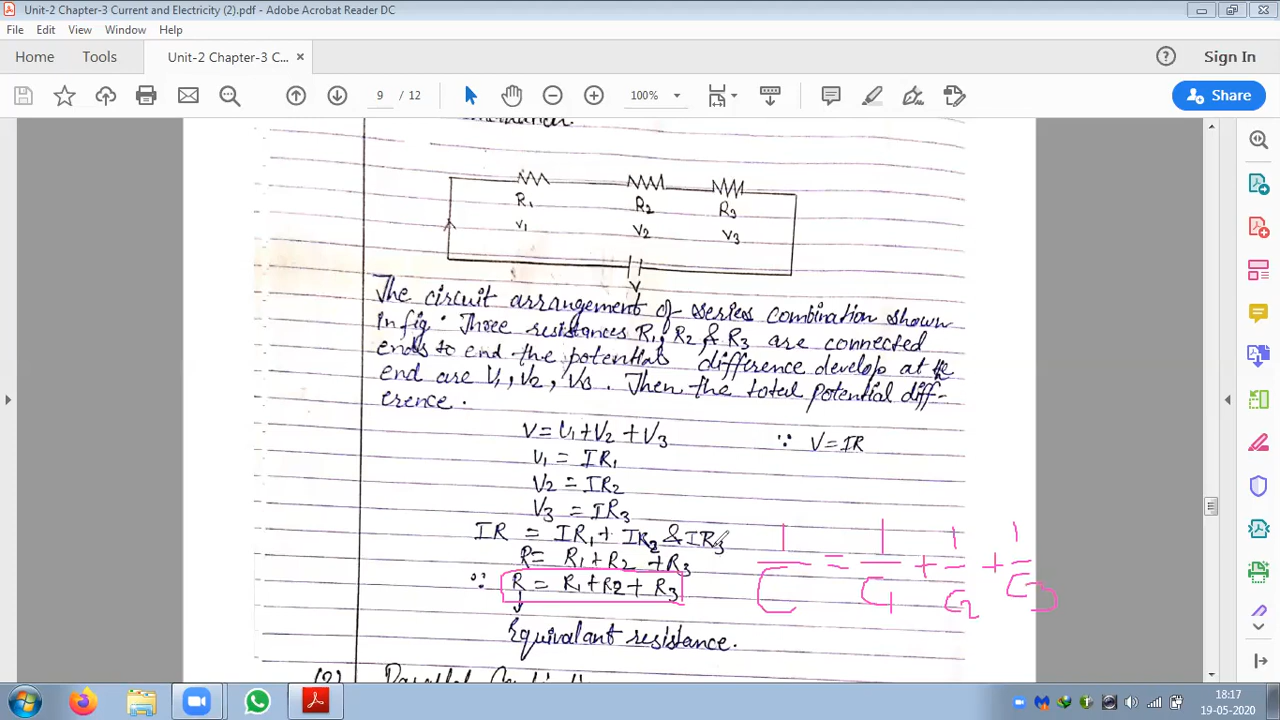 Unit-2 Chapter-3 Current and Electricity (2).pdf - Adobe Acrobat Reader DC
File Edit View Window Help
Home Tools Unit-2 Chapter-3 C... × Sign In
9 / 12 100% Share
R1 R2 R3
V1 V2 V3
V
The circuit arrangement of series combination shown
in fig. Three resistances R1, R2 & R3 are connected
ends to end the potential difference develop at the
end are V1, V2, V3. Then the total potential diff-
erence.
V = V1 + V2 + V3 ∵ V = IR
V1 = IR1
V2 = IR2
V3 = IR3
IR = IR1 + IR2 & IR3
R = R1 + R2 + R3
∵ R = R1 + R2 + R3
1/C = 1/C1 + 1/C2 + 1/C3
Equivalant resistance.
18:17
19-05-2020